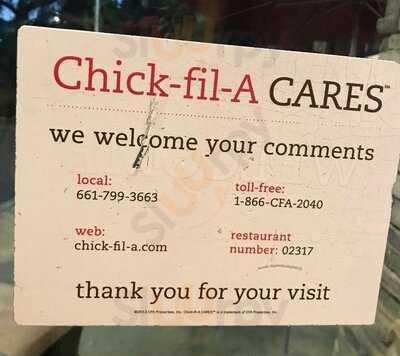 Chick-fil-A CARES℠
we welcome your comments
local:
661-799-3663
toll-free:
1-866-CFA-2040
web:
chick-fil-a.com
restaurant
number: 02317
thank you for your visit